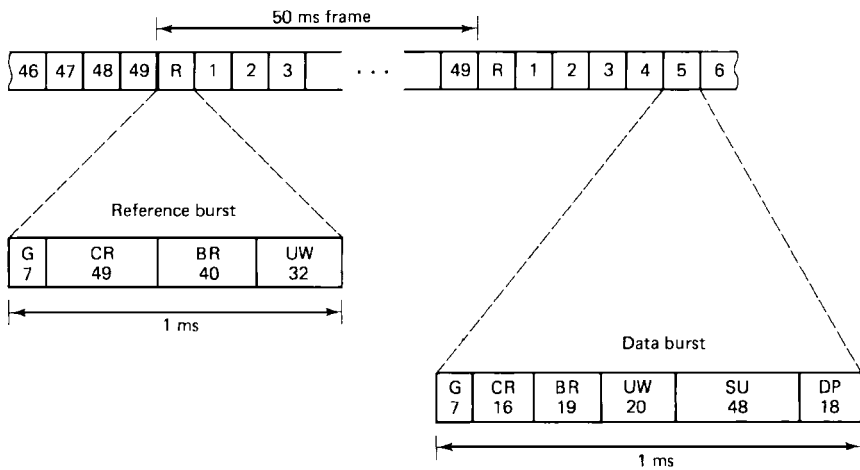 50 ms frame
46 47 48 49 R 1 2 3 ... 49 R 1 2 3 4 5 6
Reference burst
G CR BR UW
7 49 40 32
1 ms
Data burst
G CR BR UW SU DP
7 16 19 20 48 18
1 ms